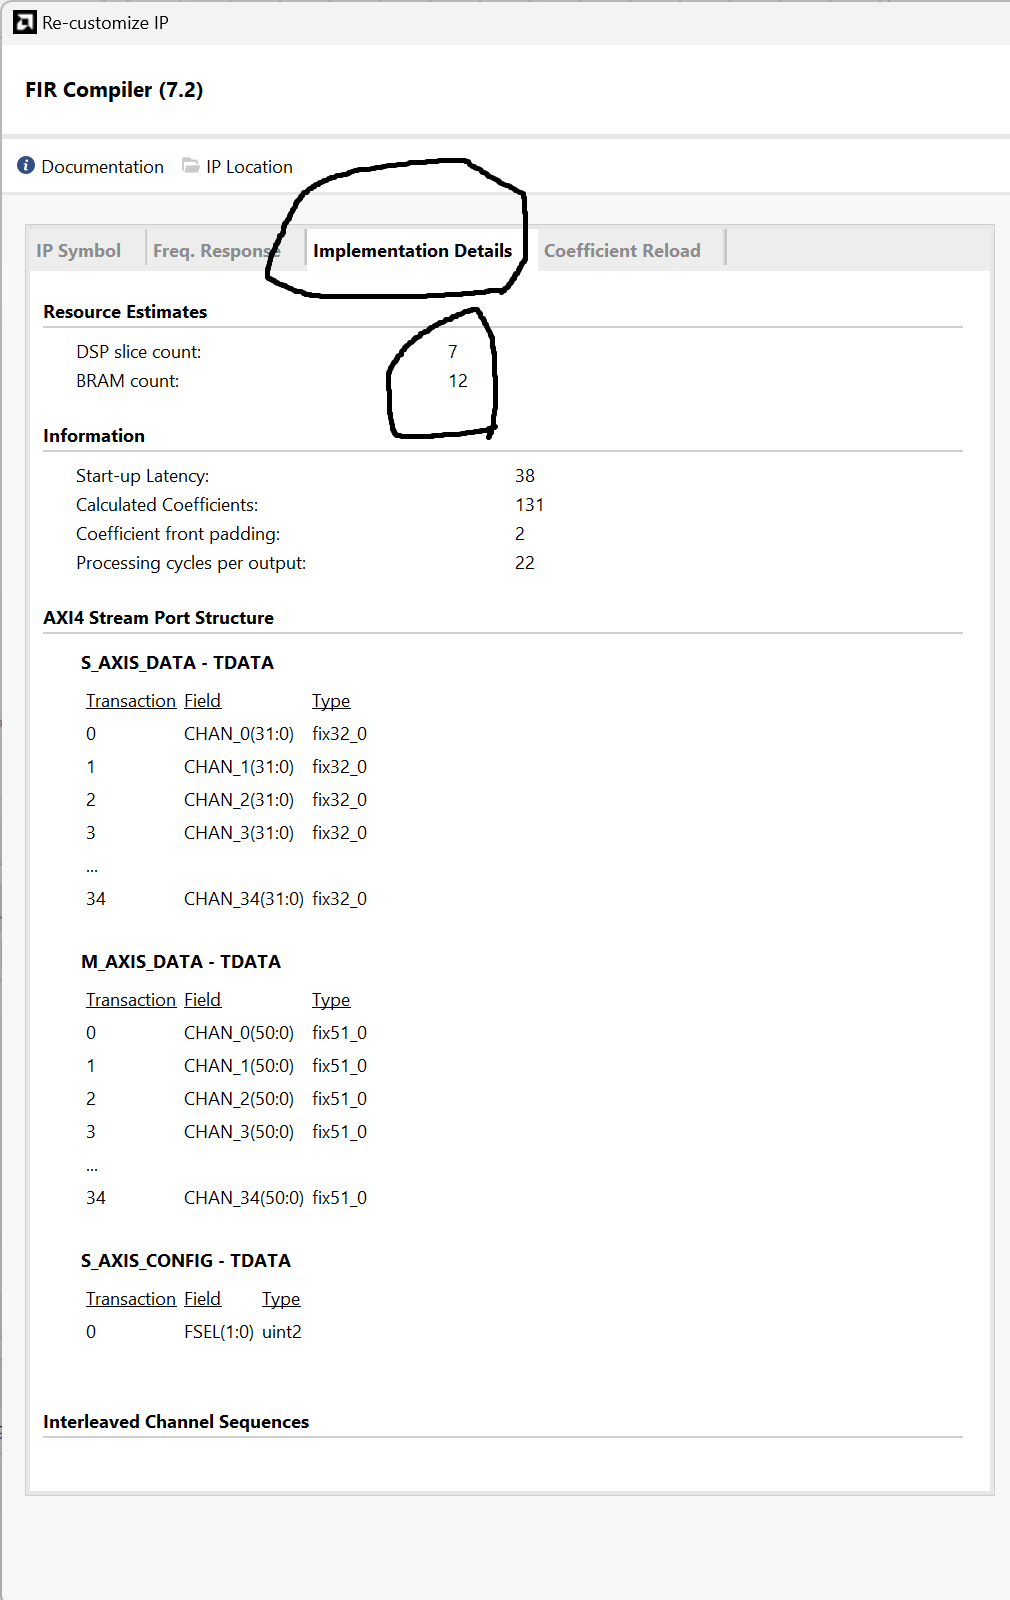 Re-customize IP
FIR Compiler (7.2)
Documentation IP Location
IP Symbol Freq. Response Implementation Details Coefficient Reload
Resource Estimates
DSP slice count: 7
BRAM count: 12
Information
Start-up Latency: 38
Calculated Coefficients: 131
Coefficient front padding: 2
Processing cycles per output: 22
AXI4 Stream Port Structure
S_AXIS_DATA - TDATA
Transaction Field Type
0 CHAN_0(31:0) fix32_0
1 CHAN_1(31:0) fix32_0
2 CHAN_2(31:0) fix32_0
3 CHAN_3(31:0) fix32_0
...
34 CHAN_34(31:0) fix32_0
M_AXIS_DATA - TDATA
Transaction Field Type
0 CHAN_0(50:0) fix51_0
1 CHAN_1(50:0) fix51_0
2 CHAN_2(50:0) fix51_0
3 CHAN_3(50:0) fix51_0
...
34 CHAN_34(50:0) fix51_0
S_AXIS_CONFIG - TDATA
Transaction Field Type
0 FSEL(1:0) uint2
Interleaved Channel Sequences